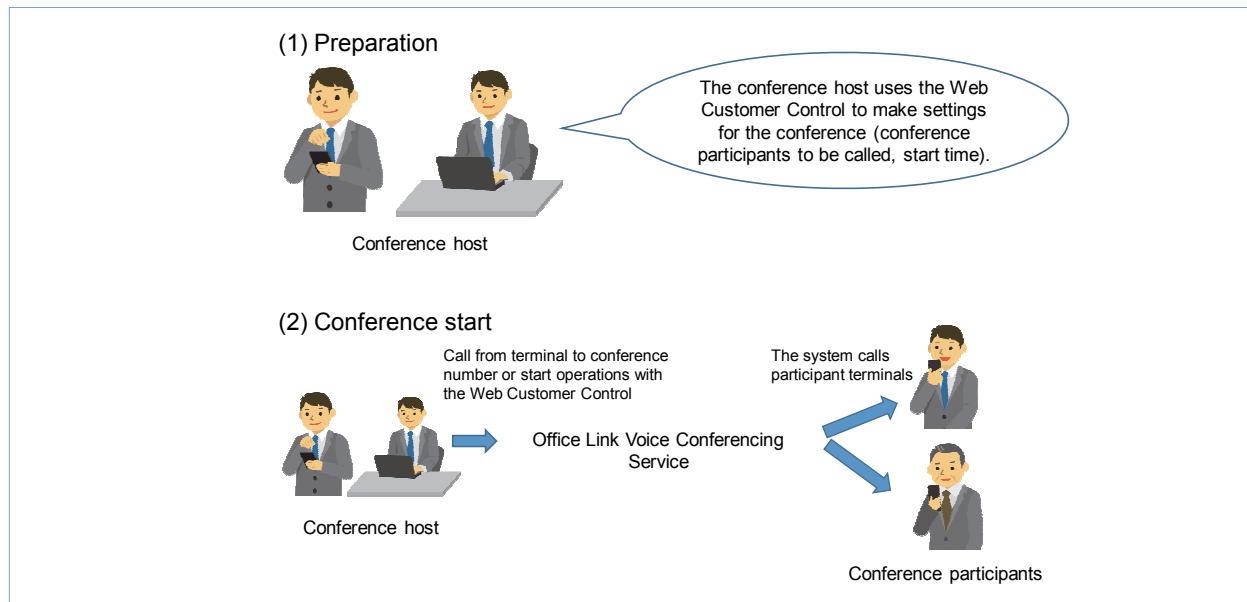 (1) Preparation
The conference host uses the Web
Customer Control to make settings
for the conference (conference
participants to be called, start time).
Conference host
(2) Conference start
Call from terminal to conference
number or start operations with
the Web Customer Control
The system calls
participant terminals
Office Link Voice Conferencing
Service
Conference host
Conference participants